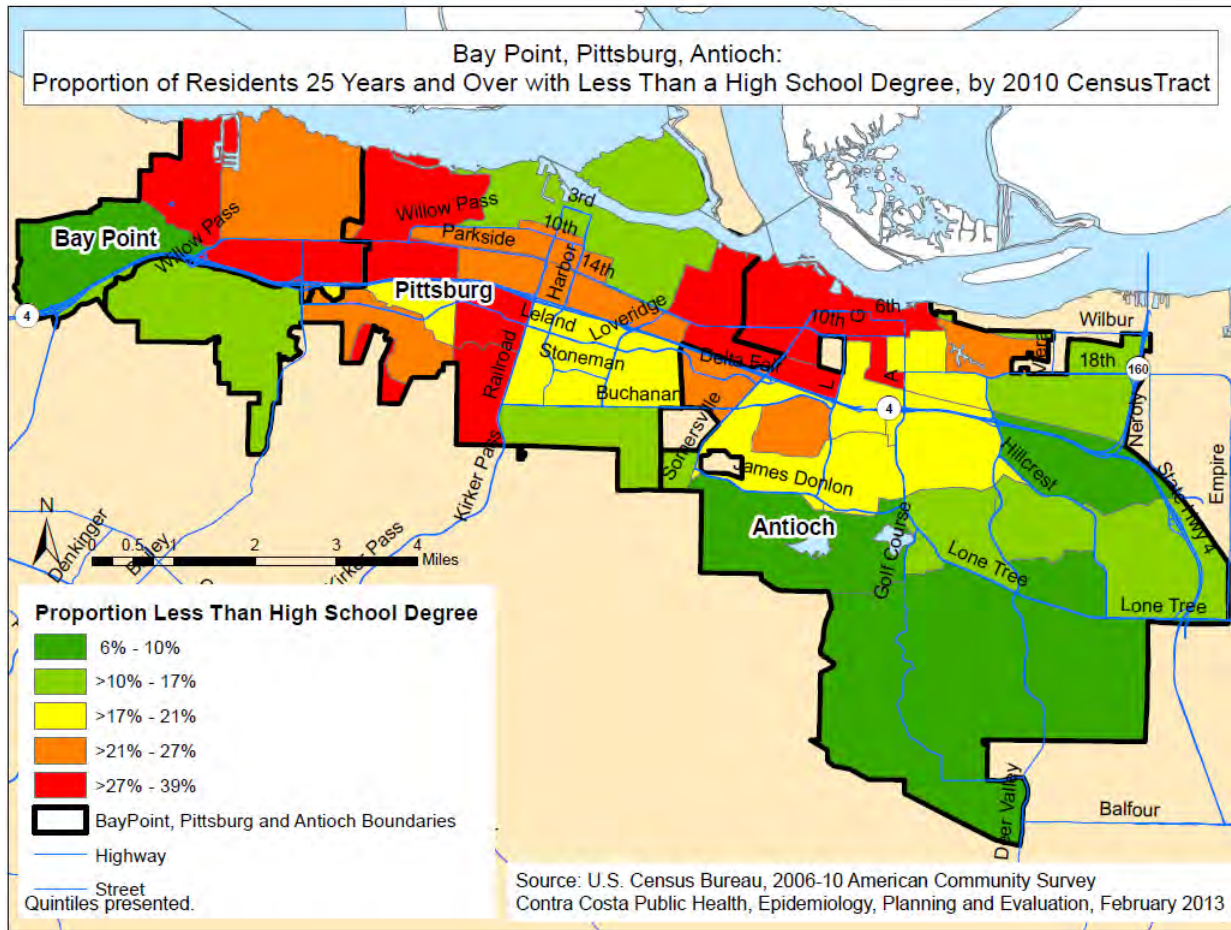 Bay Point, Pittsburg, Antioch:
Proportion of Residents 25 Years and Over with Less Than a High School Degree, by 2010 CensusTract
3rd
Willow Pass
10th
Parkside
Willow Pass
Bay Point
Harbor
14th
Pittsburg
4
Leland
Loveridge
10th
G
6th
Wilbur
Viera
18th
160
Stoneman
Delta Fair
Railroad
L
A
Buchanan
4
Neroly
Somersville
Hillcrest
State Hwy 4
Empire
James Donlon
Kirker Pass
N
Antioch
Golf Course
Denkinger
Bailey
0 0.5 1 2 3 4
Miles
Kirker Pass
Lone Tree
Lone Tree
Proportion Less Than High School Degree
6% - 10%
>10% - 17%
>17% - 21%
>21% - 27%
>27% - 39%
BayPoint, Pittsburg and Antioch Boundaries
Highway
Street
Quintiles presented.
Deer Valley
Balfour
Source: U.S. Census Bureau, 2006-10 American Community Survey
Contra Costa Public Health, Epidemiology, Planning and Evaluation, February 2013